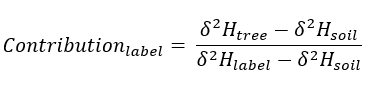 Contribution_label = (δ²H_tree − δ²H_soil) / (δ²H_label − δ²H_soil)